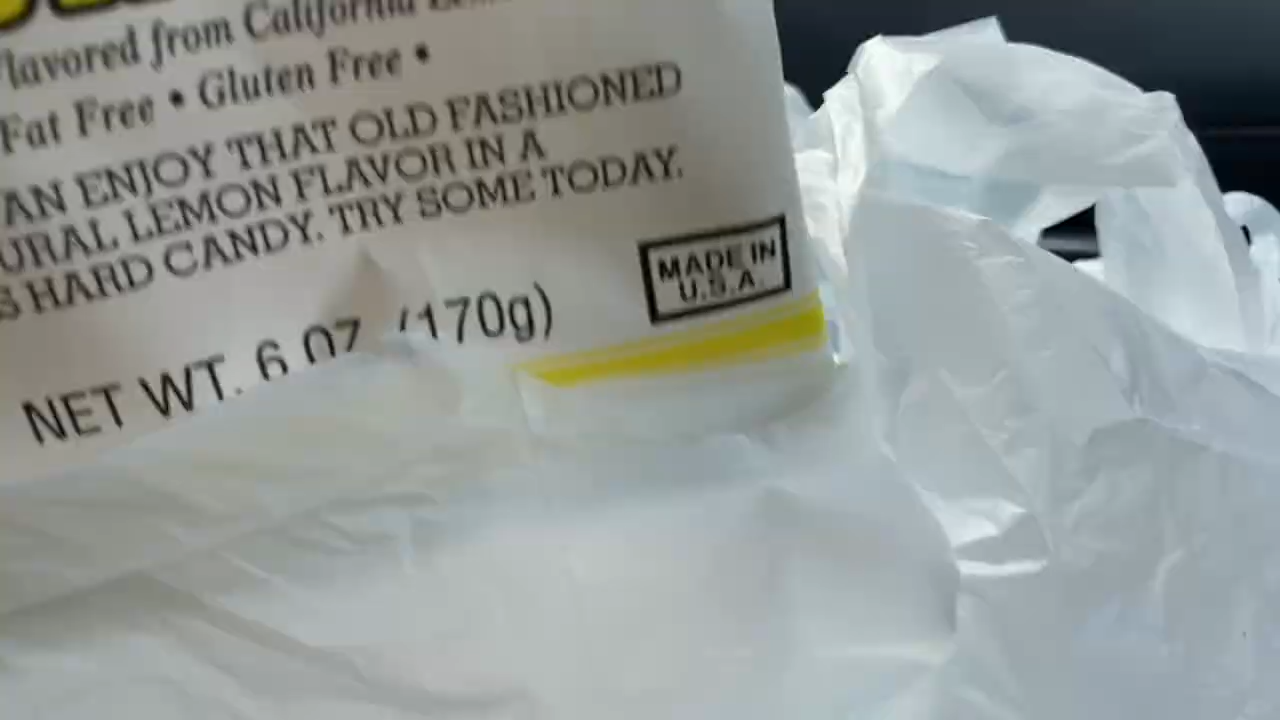 Flavored from California
Fat Free • Gluten Free •
AN ENJOY THAT OLD FASHIONED
URAL LEMON FLAVOR IN A
S HARD CANDY. TRY SOME TODAY.
MADE IN
U.S.A.
NET WT. 6 OZ (170g)